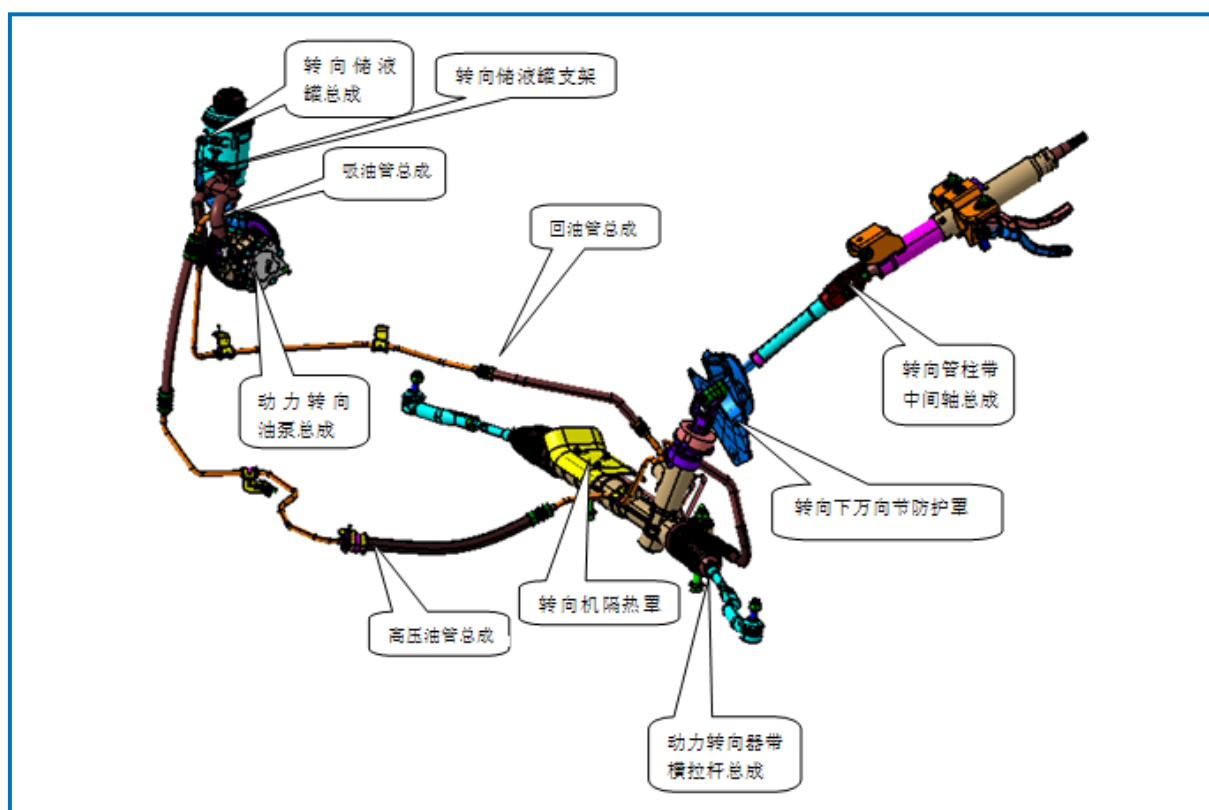 转向储液
罐总成
转向储液罐支架
吸油管总成
回油管总成
动力转向
油泵总成
转向管柱带
中间轴总成
转向下万向节防护罩
转向机隔热罩
高压油管总成
动力转向器带
横拉杆总成